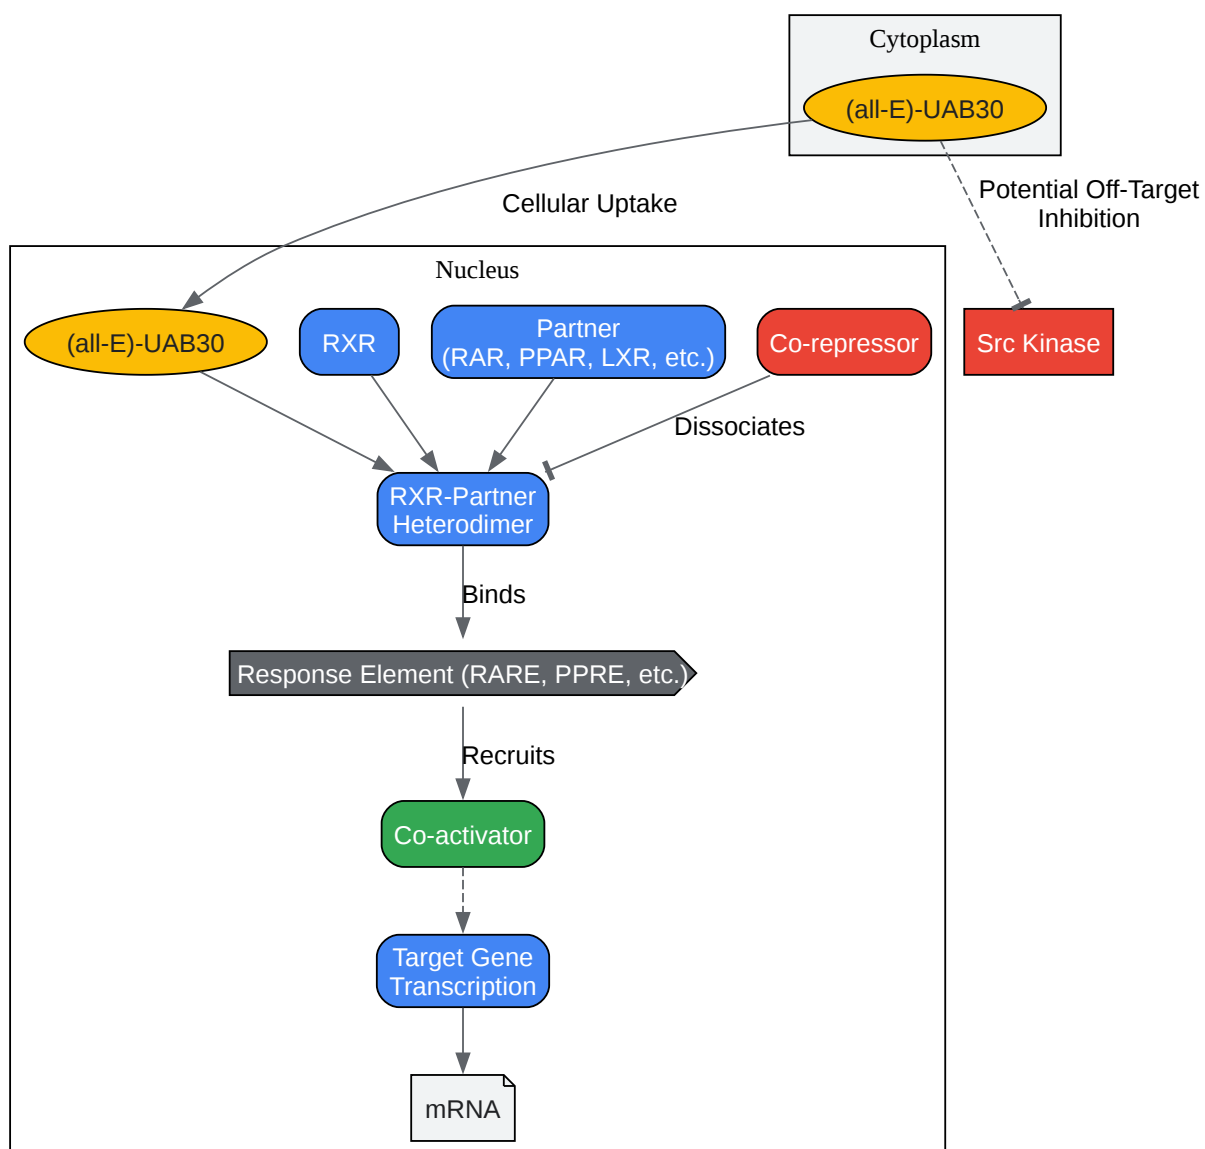 Cytoplasm
(all-E)-UAB30
Potential Off-Target
Inhibition
Cellular Uptake
Nucleus
(all-E)-UAB30
RXR
Partner
(RAR, PPAR, LXR, etc.)
Co-repressor
Src Kinase
Dissociates
RXR-Partner
Heterodimer
Binds
Response Element (RARE, PPRE, etc.)
Recruits
Co-activator
Target Gene
Transcription
mRNA